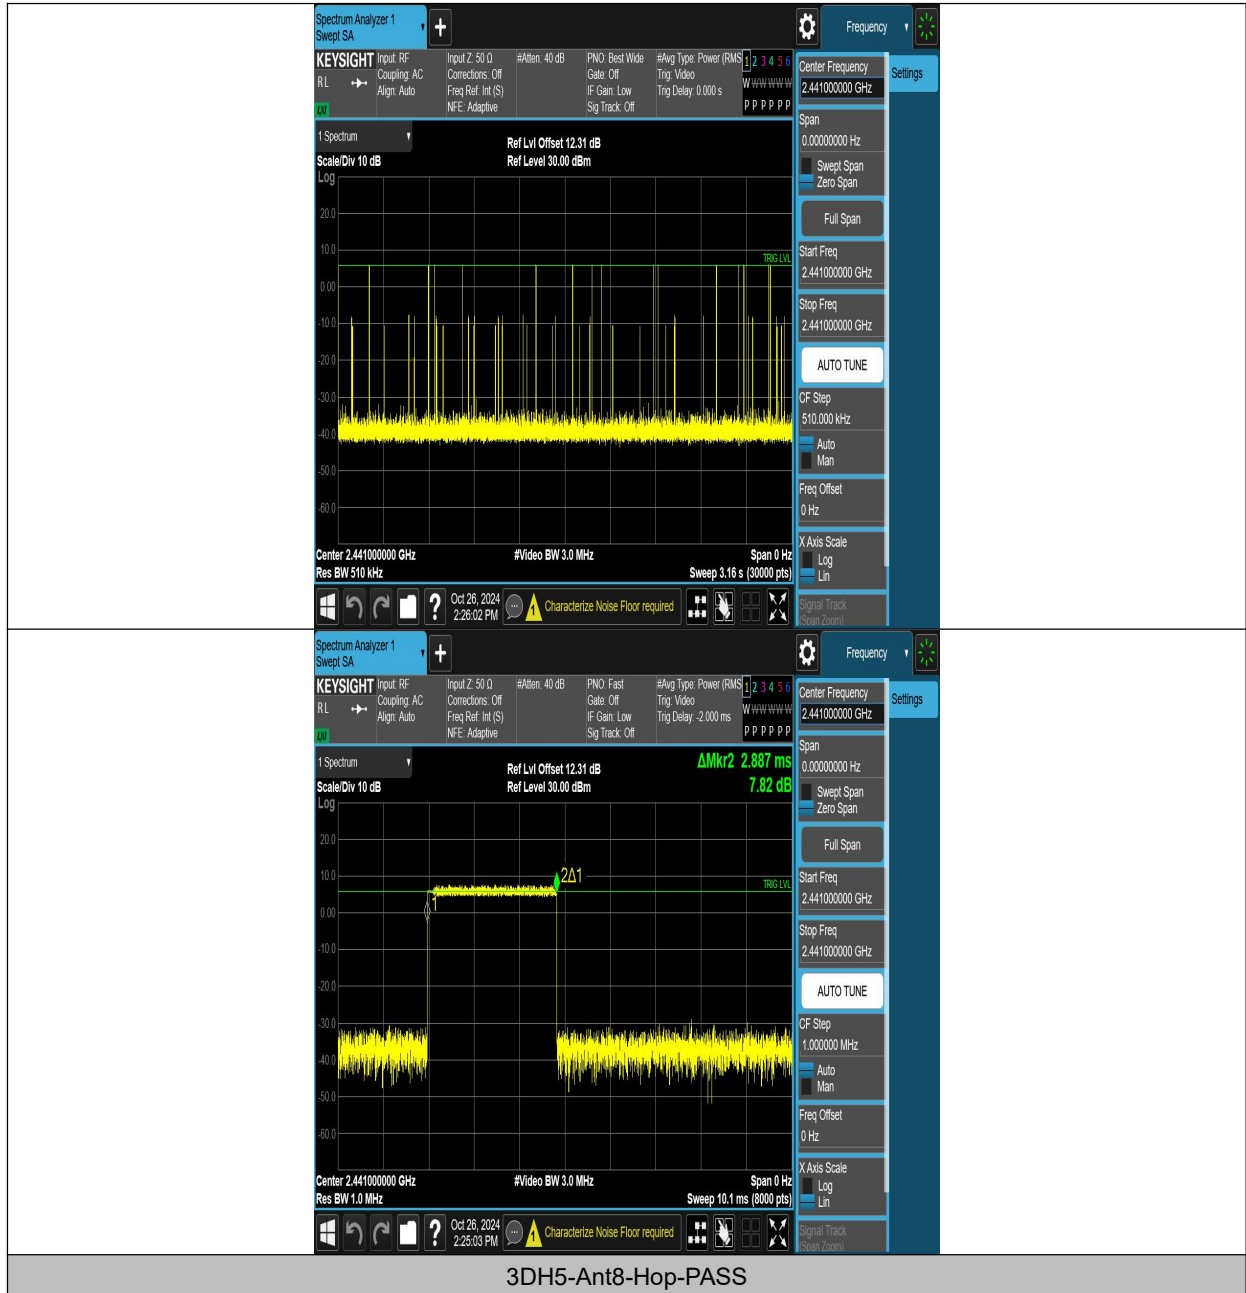 Spectrum Analyzer 1
Swept SA
+
Frequency
KEYSIGHT
RL
LXI
Input: RF
Coupling: AC
Align: Auto
Input Z: 50 Ω
Corrections: Off
Freq Ref: Int (S)
NFE: Adaptive
#Atten: 40 dB
PNO: Best Wide
Gate: Off
IF Gain: Low
Sig Track: Off
#Avg Type: Power (RMS
Trig: Video
Trig Delay: 0.000 s
1 2 3 4 5 6
W W W W W W
P P P P P P
Center Frequency
2.441000000 GHz
Settings
Span
0.00000000 Hz
Swept Span
Zero Span
Full Span
Start Freq
2.441000000 GHz
Stop Freq
2.441000000 GHz
AUTO TUNE
CF Step
510.000 kHz
Auto
Man
Freq Offset
0 Hz
X Axis Scale
Log
Lin
Signal Track
(Span Zoom)
1 Spectrum
Scale/Div 10 dB
Ref Lvl Offset 12.31 dB
Ref Level 30.00 dBm
Log
20.0
10.0
TRIG LVL
0.00
-10.0
-20.0
-30.0
-40.0
-50.0
-60.0
Center 2.441000000 GHz
#Video BW 3.0 MHz
Span 0 Hz
Res BW 510 kHz
Sweep 3.16 s (30000 pts)
?
Oct 26, 2024
2:26:02 PM
Characterize Noise Floor required
Spectrum Analyzer 1
Swept SA
+
Frequency
KEYSIGHT
RL
LXI
Input: RF
Coupling: AC
Align: Auto
Input Z: 50 Ω
Corrections: Off
Freq Ref: Int (S)
NFE: Adaptive
#Atten: 40 dB
PNO: Fast
Gate: Off
IF Gain: Low
Sig Track: Off
#Avg Type: Power (RMS
Trig: Video
Trig Delay: -2.000 ms
1 2 3 4 5 6
W W W W W W
P P P P P P
Center Frequency
2.441000000 GHz
Settings
Span
0.00000000 Hz
Swept Span
Zero Span
Full Span
Start Freq
2.441000000 GHz
Stop Freq
2.441000000 GHz
AUTO TUNE
CF Step
1.000000 MHz
Auto
Man
Freq Offset
0 Hz
X Axis Scale
Log
Lin
Signal Track
(Span Zoom)
1 Spectrum
Scale/Div 10 dB
Ref Lvl Offset 12.31 dB
Ref Level 30.00 dBm
ΔMkr2 2.887 ms
7.82 dB
Log
20.0
10.0
2Δ1
TRIG LVL
1
0.00
-10.0
-20.0
-30.0
-40.0
-50.0
-60.0
Center 2.441000000 GHz
#Video BW 3.0 MHz
Span 0 Hz
Res BW 1.0 MHz
Sweep 10.1 ms (8000 pts)
?
Oct 26, 2024
2:25:03 PM
Characterize Noise Floor required
3DH5-Ant8-Hop-PASS